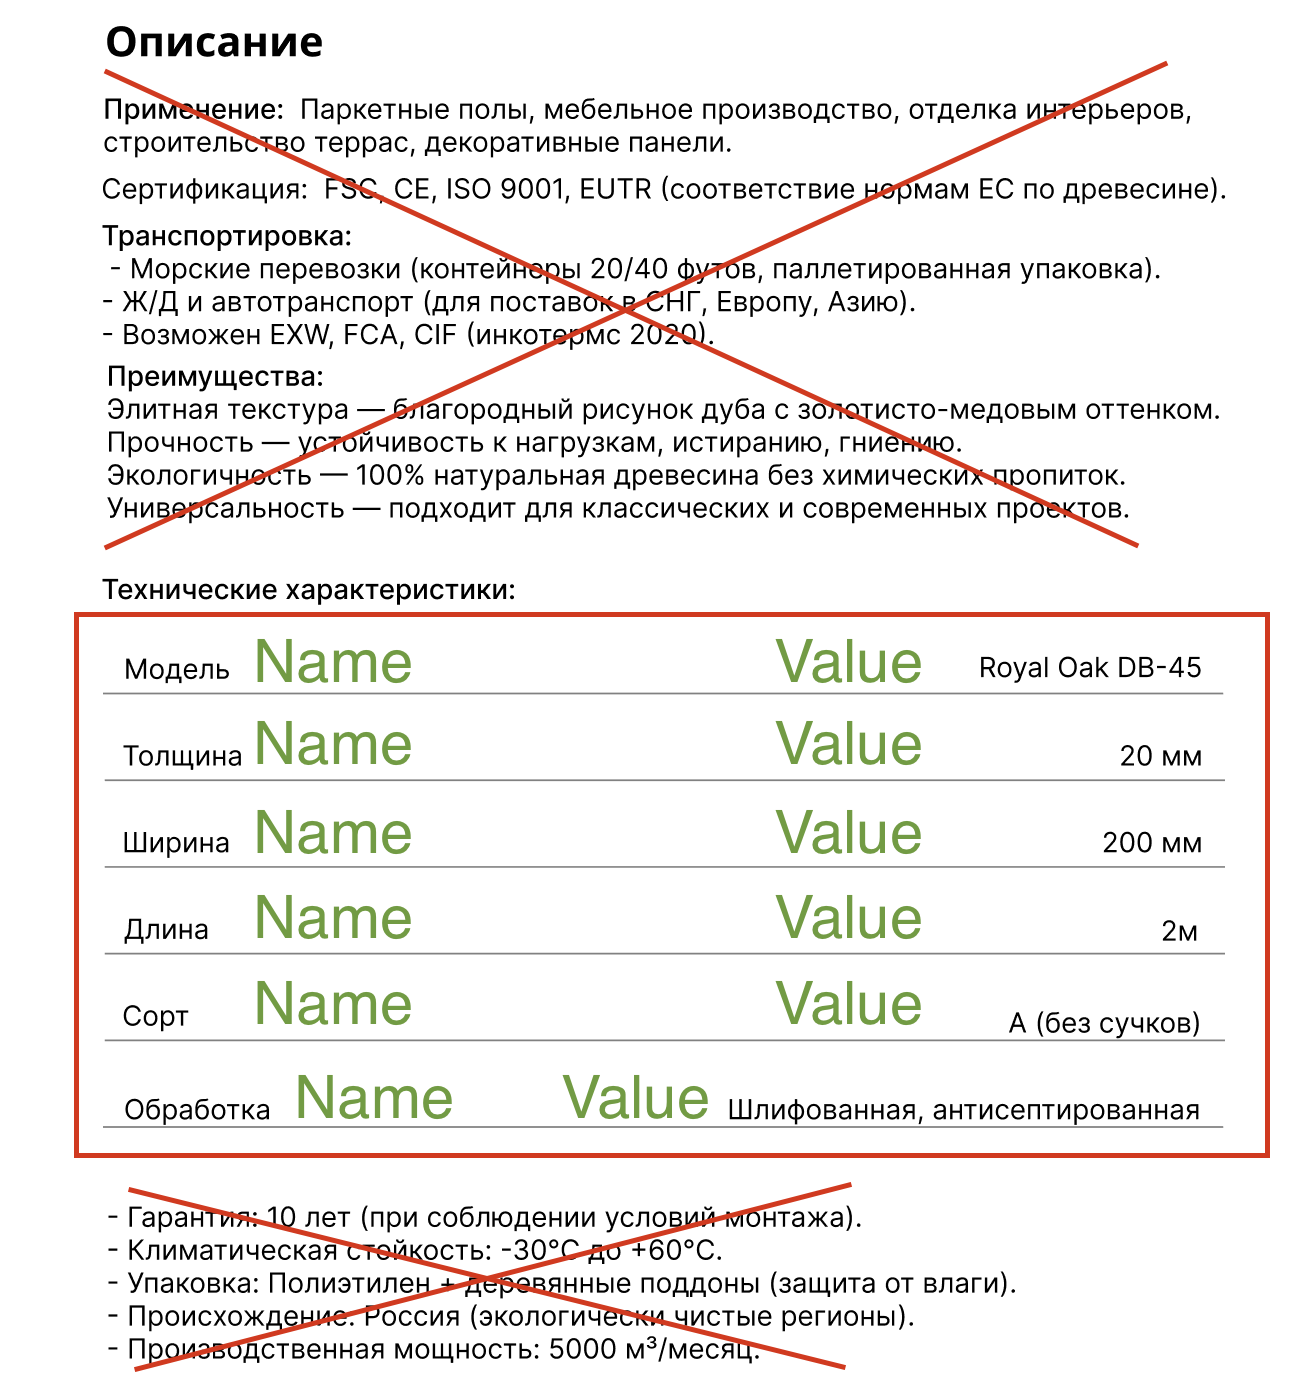 Описание
Применение: Паркетные полы, мебельное производство, отделка интерьеров,
строительство террас, декоративные панели.
Сертификация: FSC, CE, ISO 9001, EUTR (соответствие нормам ЕС по древесине).
Транспортировка:
- Морские перевозки (контейнеры 20/40 футов, паллетированная упаковка).
- Ж/Д и автотранспорт (для поставок в СНГ, Европу, Азию).
- Возможен EXW, FCA, CIF (инкотермс 2020).
Преимущества:
Элитная текстура — благородный рисунок дуба с золотисто-медовым оттенком.
Прочность — устойчивость к нагрузкам, истиранию, гниению.
Экологичность — 100% натуральная древесина без химических пропиток.
Универсальность — подходит для классических и современных проектов.
Технические характеристики:
Модель Name Value Royal Oak DB-45
Толщина Name Value 20 мм
Ширина Name Value 200 мм
Длина Name Value 2м
Сорт Name Value А (без сучков)
Обработка Name Value Шлифованная, антисептированная
- Гарантия: 10 лет (при соблюдении условий монтажа).
- Климатическая стойкость: -30°C до +60°C.
- Упаковка: Полиэтилен + деревянные поддоны (защита от влаги).
- Происхождение: Россия (экологически чистые регионы).
- Производственная мощность: 5000 м³/месяц.